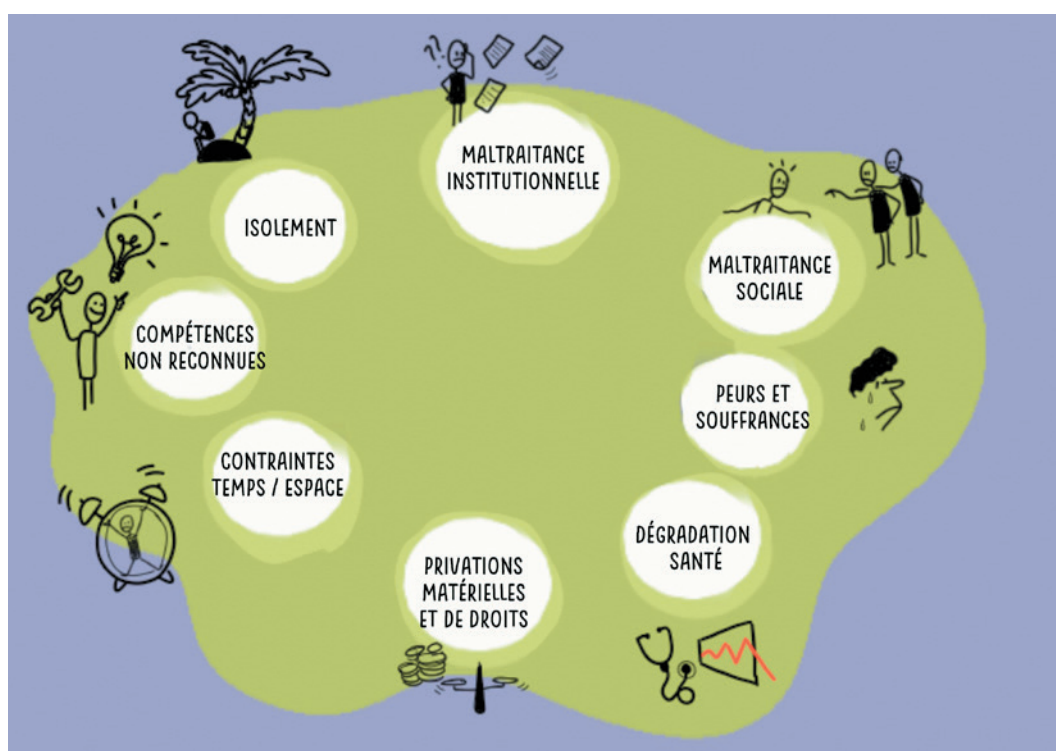 ??
MALTRAITANCE
INSTITUTIONNELLE
ISOLEMENT
MALTRAITANCE
SOCIALE
COMPÉTENCES
NON RECONNUES
PEURS ET
SOUFFRANCES
CONTRAINTES
TEMPS / ESPACE
DÉGRADATION
SANTÉ
PRIVATIONS
MATÉRIELLES
ET DE DROITS